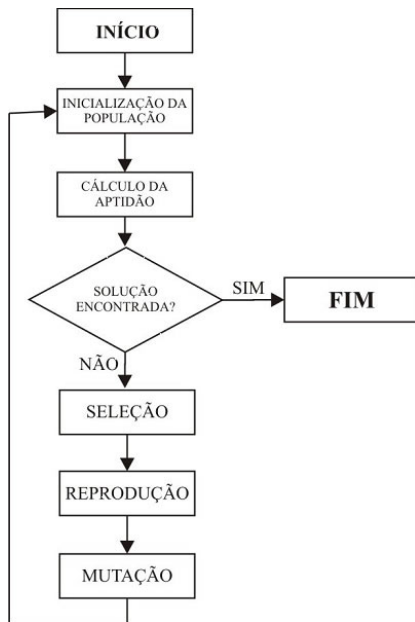 INÍCIO
INICIALIZAÇÃO DA
POPULAÇÃO
CÁLCULO DA
APTIDÃO
SOLUÇÃO
ENCONTRADA?
SIM
FIM
NÃO
SELEÇÃO
REPRODUÇÃO
MUTAÇÃO